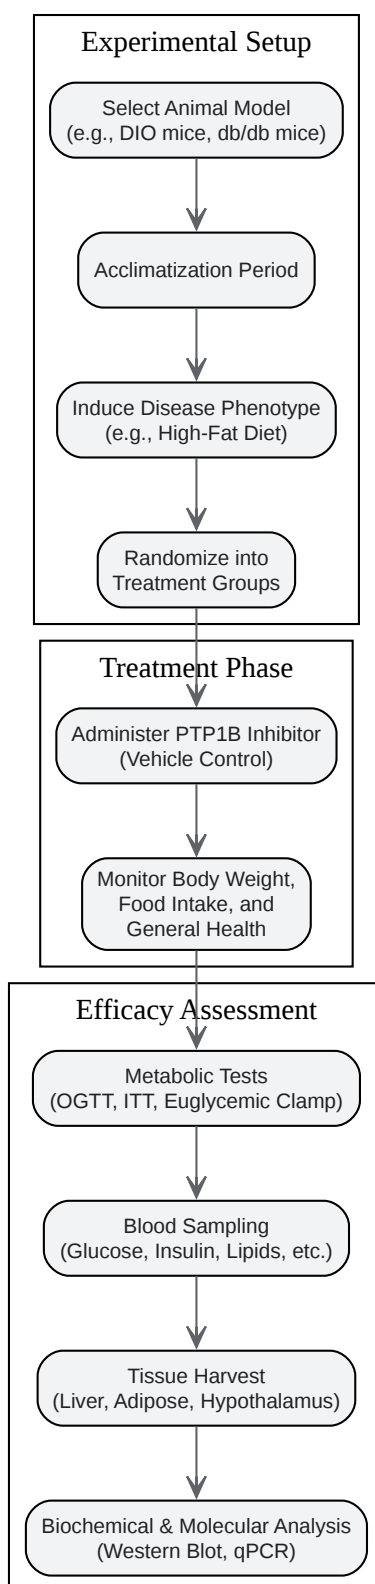 Experimental Setup
Select Animal Model
(e.g., DIO mice, db/db mice)
Acclimatization Period
Induce Disease Phenotype
(e.g., High-Fat Diet)
Randomize into
Treatment Groups
Treatment Phase
Administer PTP1B Inhibitor
(Vehicle Control)
Monitor Body Weight,
Food Intake, and
General Health
Efficacy Assessment
Metabolic Tests
(OGTT, ITT, Euglycemic Clamp)
Blood Sampling
(Glucose, Insulin, Lipids, etc.)
Tissue Harvest
(Liver, Adipose, Hypothalamus)
Biochemical & Molecular Analysis
(Western Blot, qPCR)